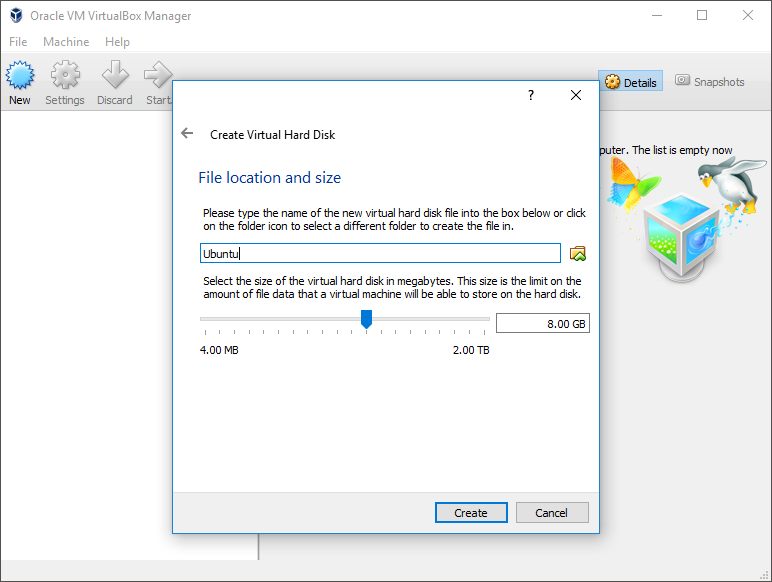 Oracle VM VirtualBox Manager
File Machine Help
New Settings Discard Start
Details Snapshots
?
Create Virtual Hard Disk
puter. The list is empty now
File location and size
Please type the name of the new virtual hard disk file into the box below or click
on the folder icon to select a different folder to create the file in.
Ubuntu
Select the size of the virtual hard disk in megabytes. This size is the limit on the
amount of file data that a virtual machine will be able to store on the hard disk.
8.00 GB
4.00 MB 2.00 TB
Create Cancel